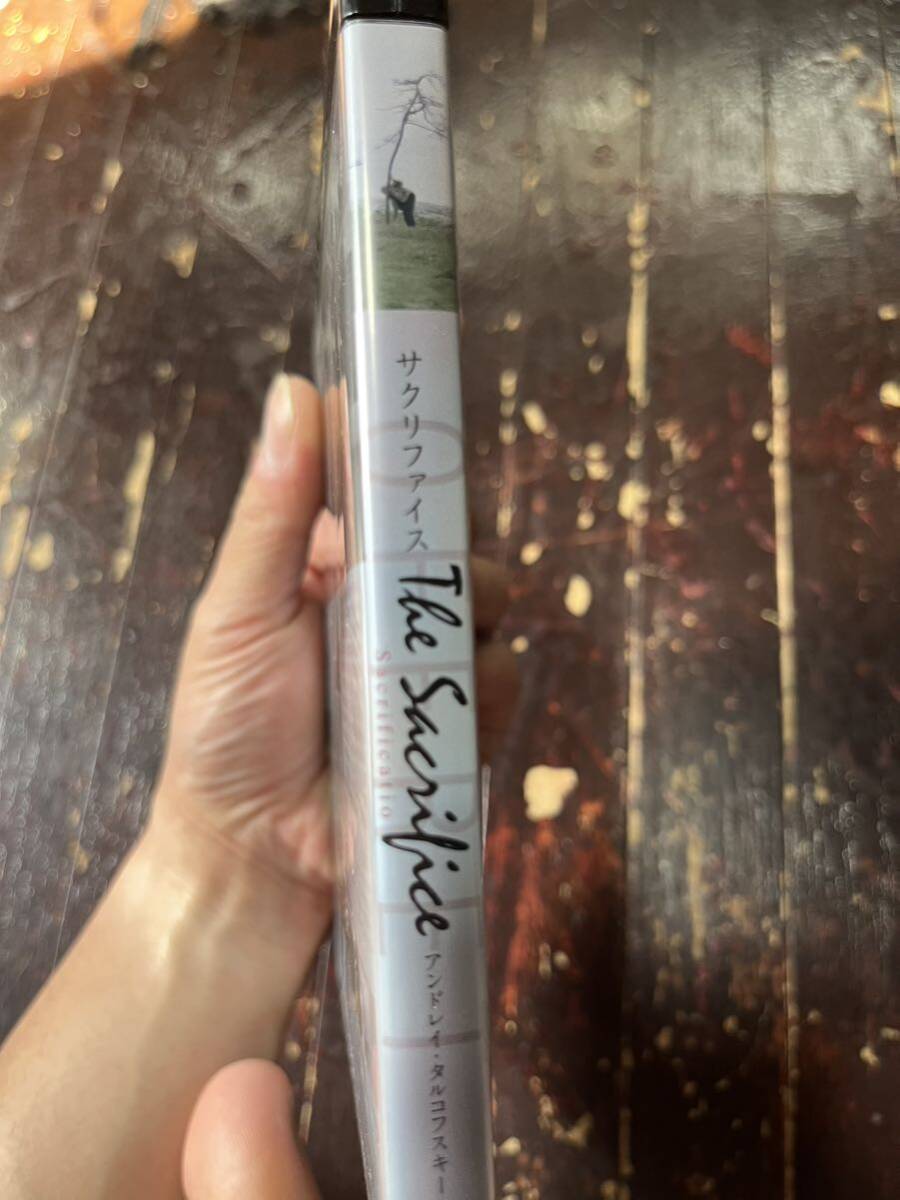 サクリファイス
The Sacrifice
Sacrificatio
アンドレイ・タルコフスキー